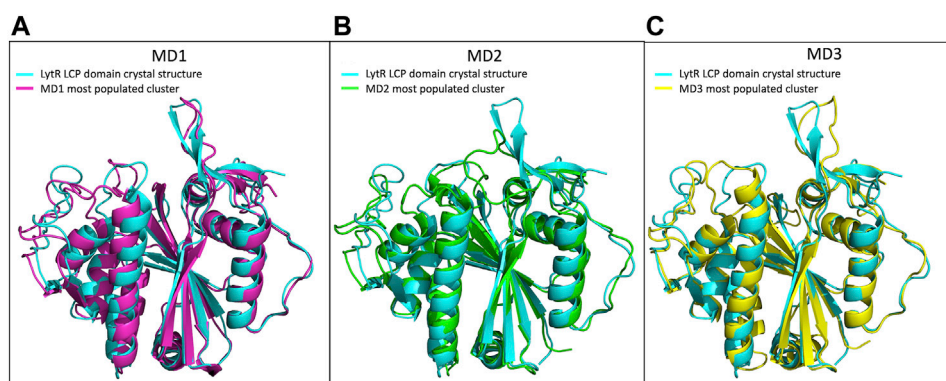 A
MD1
LytR LCP domain crystal structure
MD1 most populated cluster
B
MD2
LytR LCP domain crystal structure
MD2 most populated cluster
C
MD3
LytR LCP domain crystal structure
MD3 most populated cluster